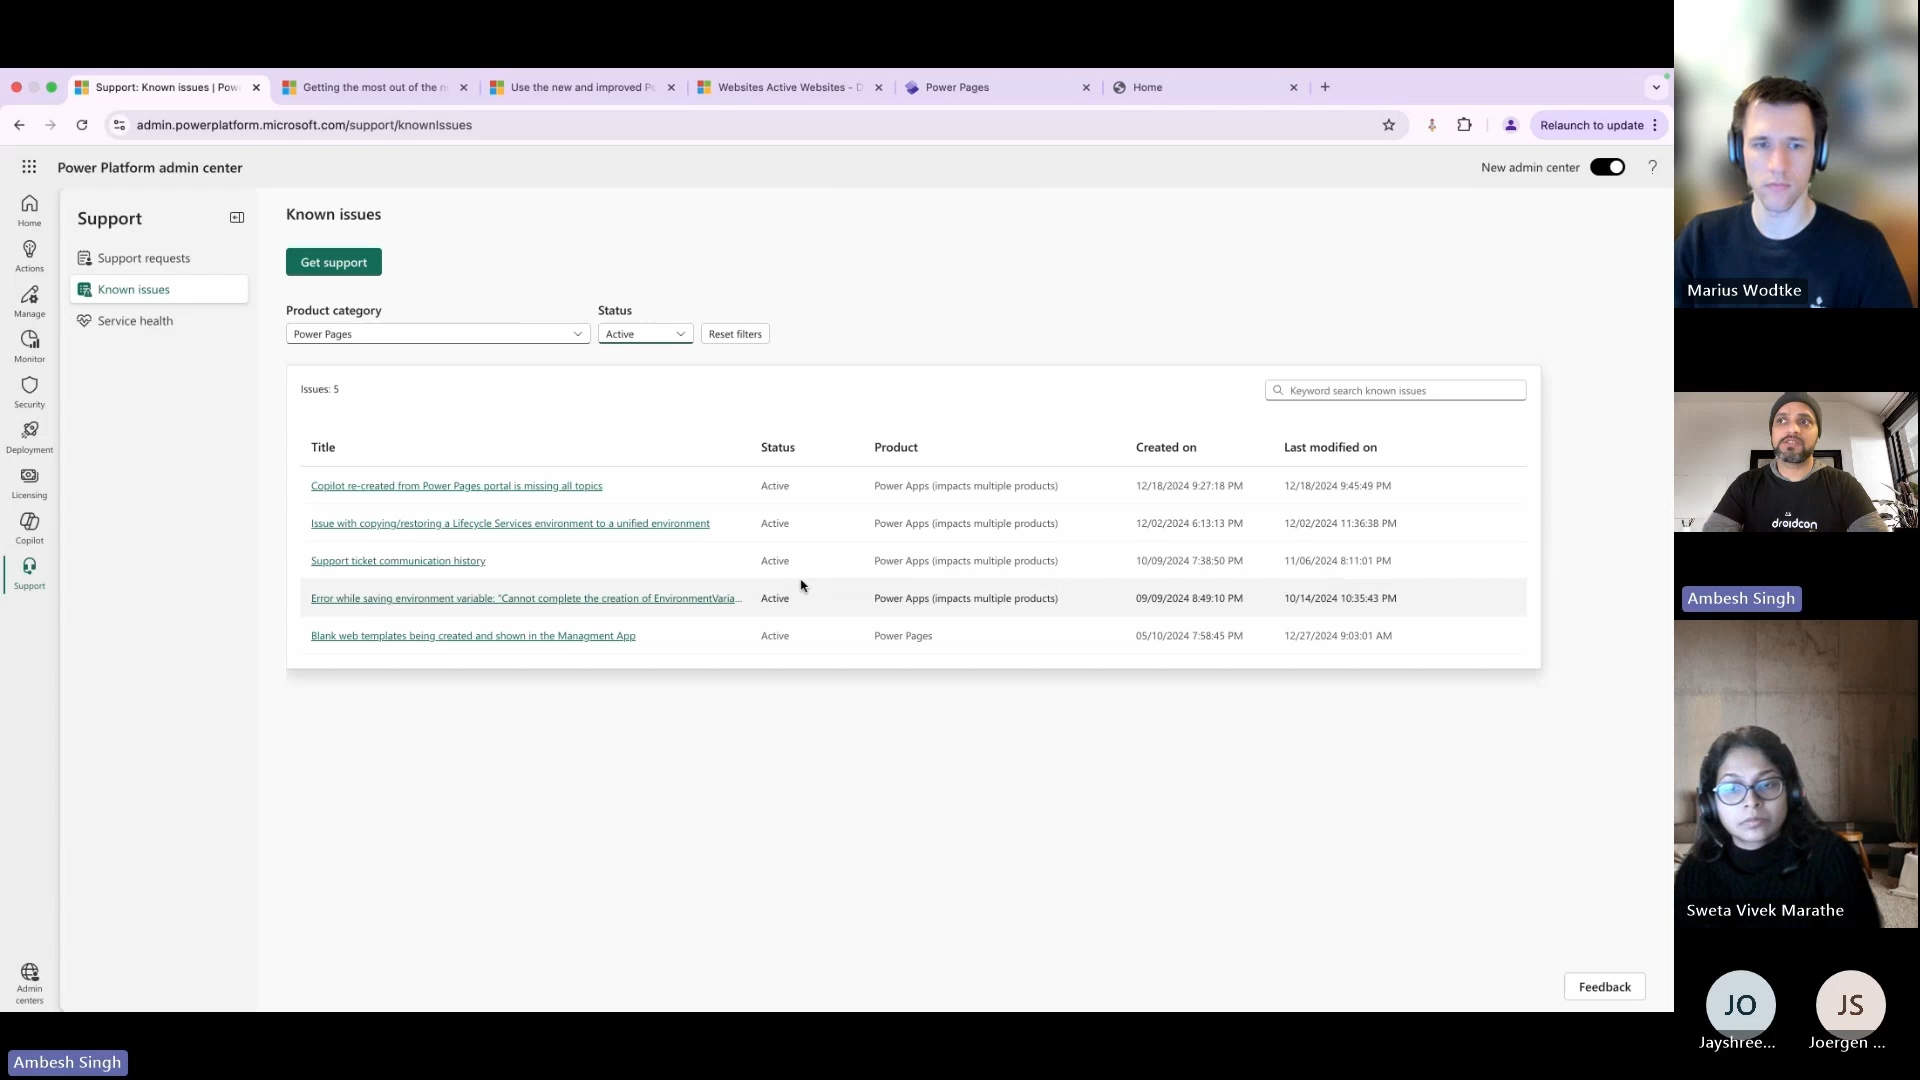 Support: Known issues | Pow
Getting the most out of the n
Use the new and improved Po
Websites Active Websites - D
Power Pages
Home
admin.powerplatform.microsoft.com/support/knownIssues
Relaunch to update
Power Platform admin center
New admin center
Home
Actions
Manage
Monitor
Security
Deployment
Licensing
Copilot
Support
Admin
centers
Support
Support requests
Known issues
Service health
Known issues
Get support
Product category
Status
Power Pages
Active
Reset filters
Issues: 5
Keyword search known issues
Title Status Product Created on Last modified on
Copilot re-created from Power Pages portal is missing all topics Active Power Apps (impacts multiple products) 12/18/2024 9:27:18 PM 12/18/2024 9:45:49 PM
Issue with copying/restoring a Lifecycle Services environment to a unified environment Active Power Apps (impacts multiple products) 12/02/2024 6:13:13 PM 12/02/2024 11:36:38 PM
Support ticket communication history Active Power Apps (impacts multiple products) 10/09/2024 7:38:50 PM 11/06/2024 8:11:01 PM
Error while saving environment variable: "Cannot complete the creation of EnvironmentVaria... Active Power Apps (impacts multiple products) 09/09/2024 8:49:10 PM 10/14/2024 10:35:43 PM
Blank web templates being created and shown in the Managment App Active Power Pages 05/10/2024 7:58:45 PM 12/27/2024 9:03:01 AM
Feedback
Ambesh Singh
Marius Wodtke
droidcon
Ambesh Singh
Sweta Vivek Marathe
JO
Jayshree...
JS
Joergen ...